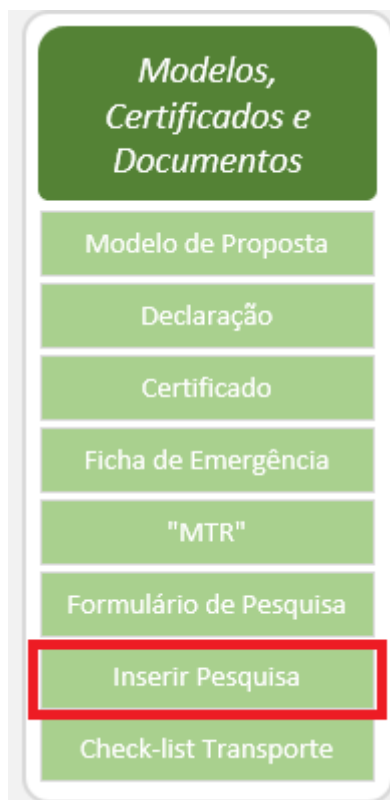 Modelos,
Certificados e
Documentos
Modelo de Proposta
Declaração
Certificado
Ficha de Emergência
"MTR"
Formulário de Pesquisa
Inserir Pesquisa
Check-list Transporte